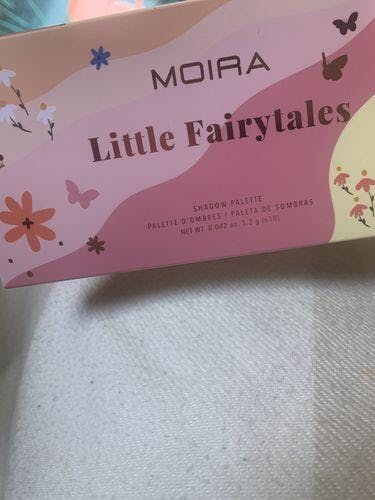 MOIRA
Little Fairytales
SHADOW PALETTE
PALETTE D'OMBRES / PALETA DE SOMBRAS
NET WT. 0.042 oz. 1.2 g (x10)